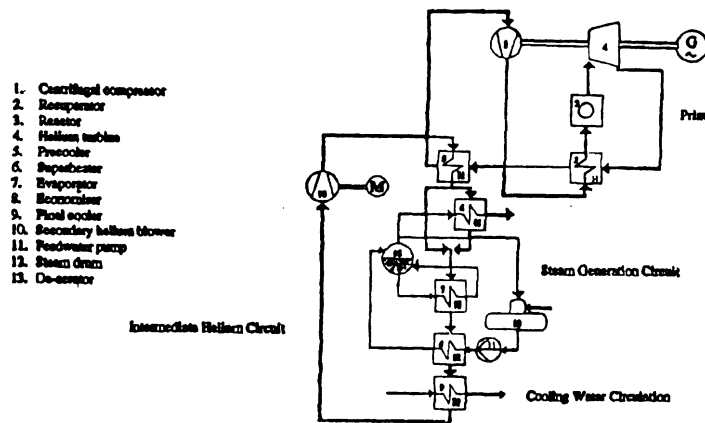 1. Centrifugal compressor
2. Recuperator
3. Reactor
4. Helium turbine
5. Precooler
6. Superheater
7. Evaporator
8. Economiser
9. Final cooler
10. Secondary helium blower
11. Feedwater pump
12. Steam drum
13. De-aerator
G
~
4
Prim
M
Steam Generation Circuit
Intermediate Helium Circuit
Cooling Water Circulation